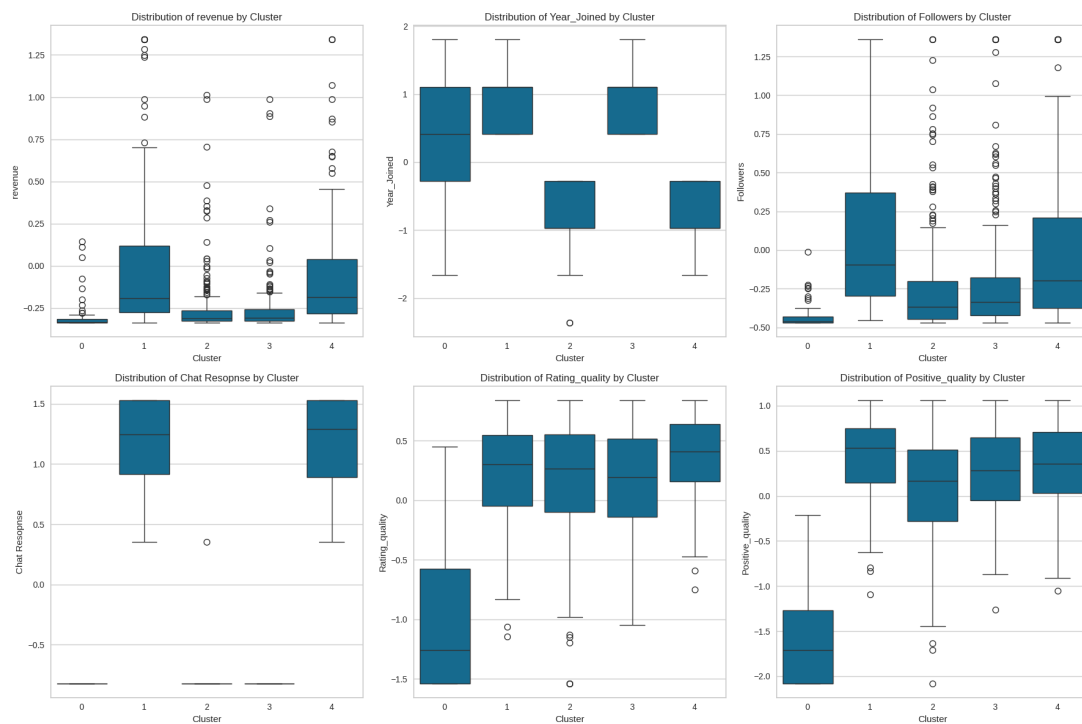 Distribution of revenue by Cluster
revenue
1.25
1.00
0.75
0.50
0.25
0.00
−0.25
0 1 2 3 4
Cluster
Distribution of Year_Joined by Cluster
Year_Joined
2
1
0
−1
−2
0 1 2 3 4
Cluster
Distribution of Followers by Cluster
Followers
1.25
1.00
0.75
0.50
0.25
0.00
−0.25
−0.50
0 1 2 3 4
Cluster
Distribution of Chat Resopnse by Cluster
Chat Resopnse
1.5
1.0
0.5
0.0
−0.5
0 1 2 3 4
Cluster
Distribution of Rating_quality by Cluster
Rating_quality
0.5
0.0
−0.5
−1.0
−1.5
0 1 2 3 4
Cluster
Distribution of Positive_quality by Cluster
Positive_quality
1.0
0.5
0.0
−0.5
−1.0
−1.5
−2.0
0 1 2 3 4
Cluster